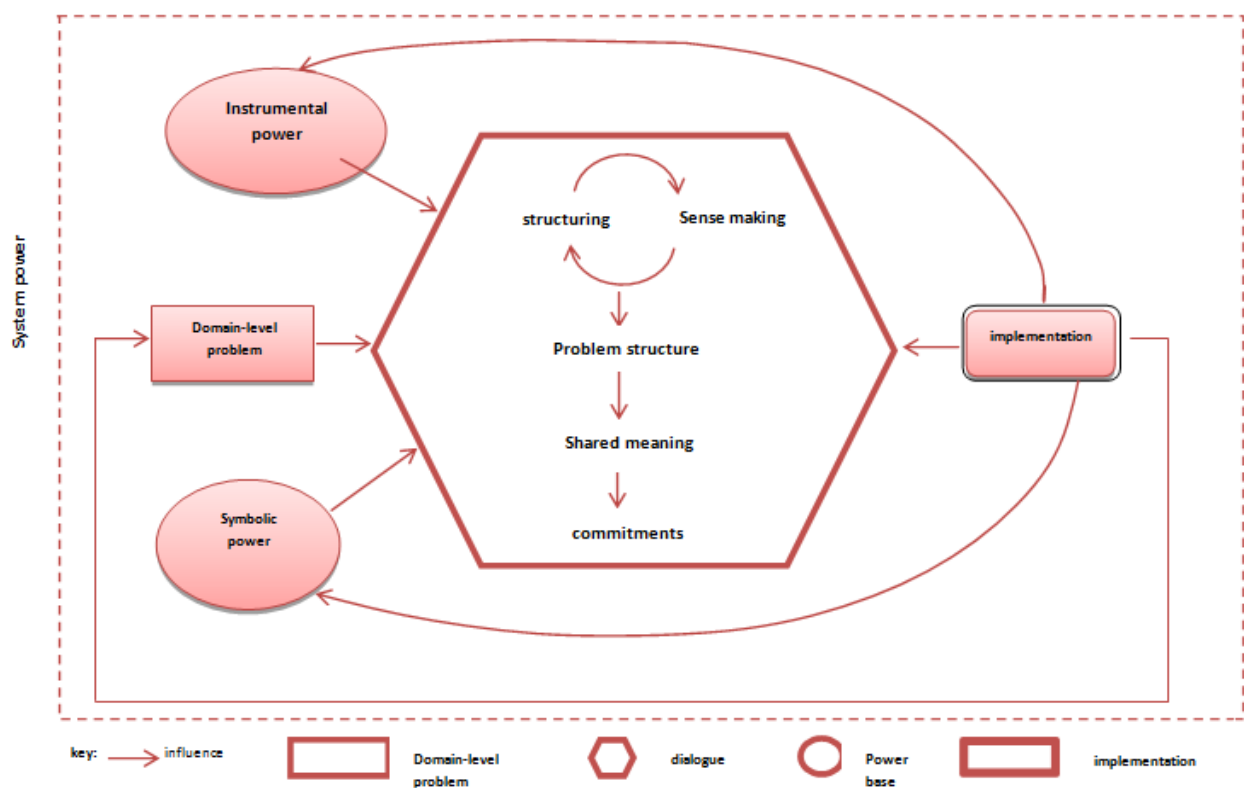 Instrumental
power
structuring
Sense making
System power
Domain-level
problem
Problem structure
implementation
Shared meaning
Symbolic
power
commitments
key:
influence
Domain-level
problem
dialogue
Power
base
implementation